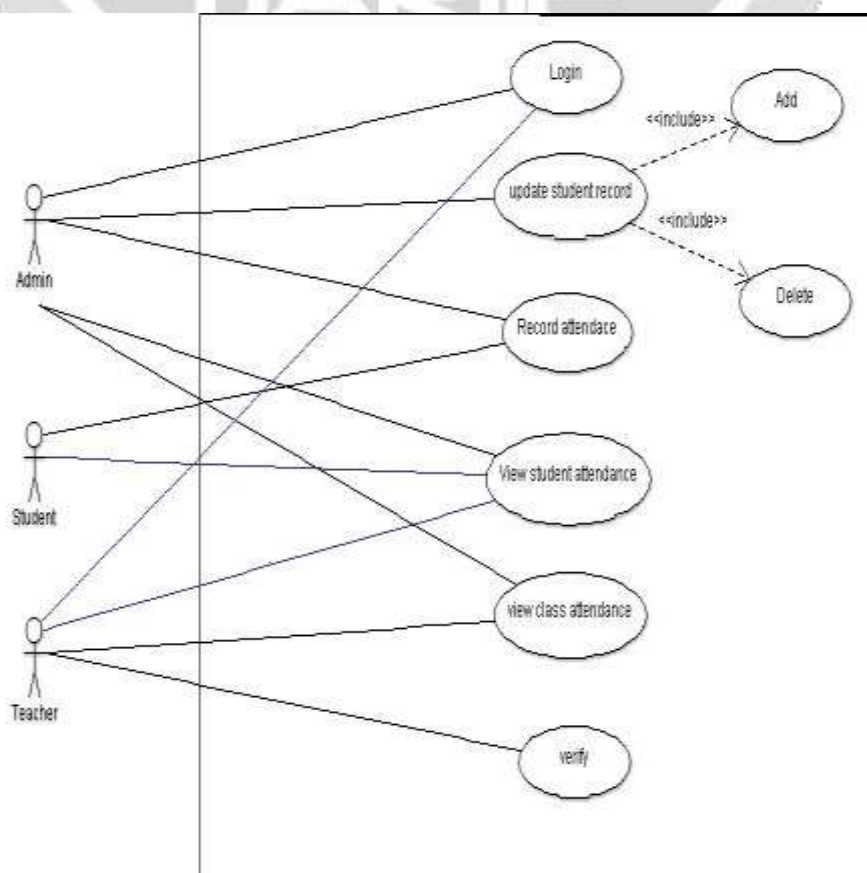 Login
Add
<<include>>
update student record
<<include>>
Admin
Delete
Record attendace
View student attendance
Student
view class attendance
Teacher
verify